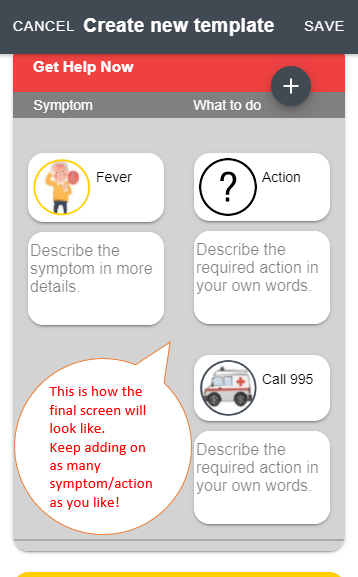 CANCEL Create new template SAVE
Get Help Now
+
Symptom What to do
Fever
? Action
Describe the
symptom in more
details.
Describe the
required action in
your own words.
This is how the
final screen will
look like.
Keep adding on
as many
symptom/action
as you like!
Call 995
Describe the
required action in
your own words.